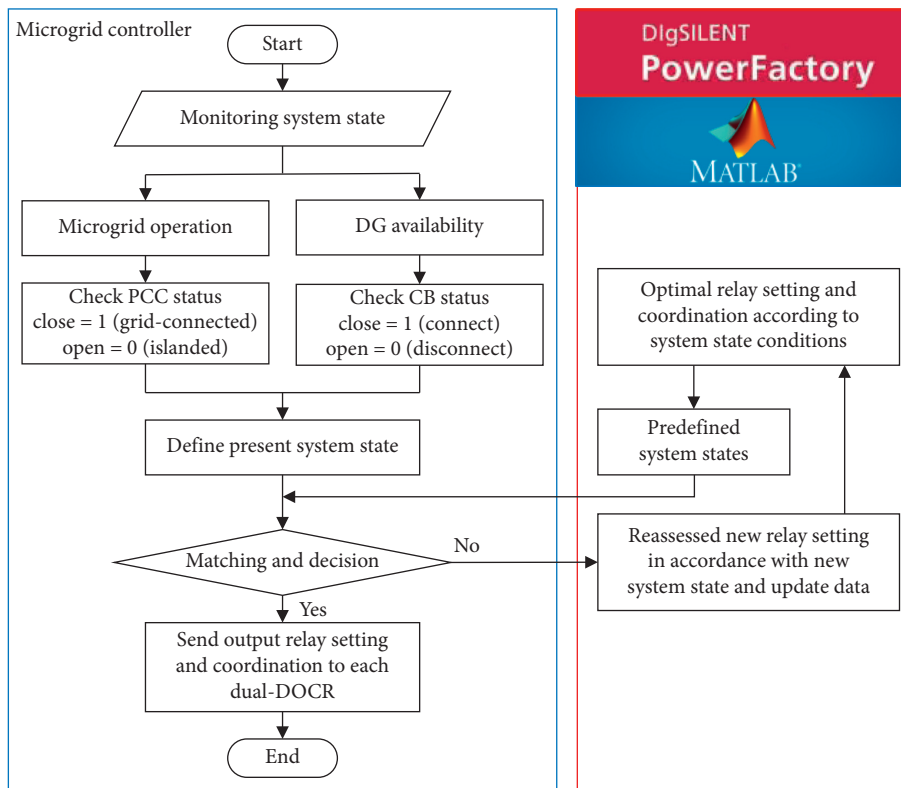 Microgrid controller
Start
Monitoring system state
Microgrid operation
DG availability
Check PCC status
close = 1 (grid-connected)
open = 0 (islanded)
Check CB status
close = 1 (connect)
open = 0 (disconnect)
Define present system state
Matching and decision
No
Yes
Send output relay setting
and coordination to each
dual-DOCR
End
DIgSILENT
PowerFactory
MATLAB®
Optimal relay setting and
coordination according to
system state conditions
Predefined
system states
Reassessed new relay setting
in accordance with new
system state and update data